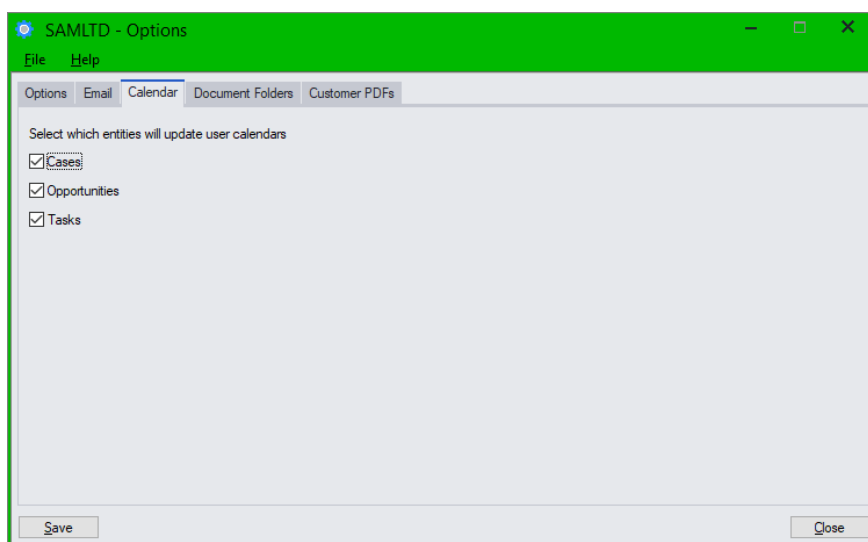 SAMLTD - Options
File Help
Options Email Calendar Document Folders Customer PDFs
Select which entities will update user calendars
Cases
Opportunities
Tasks
Save Close